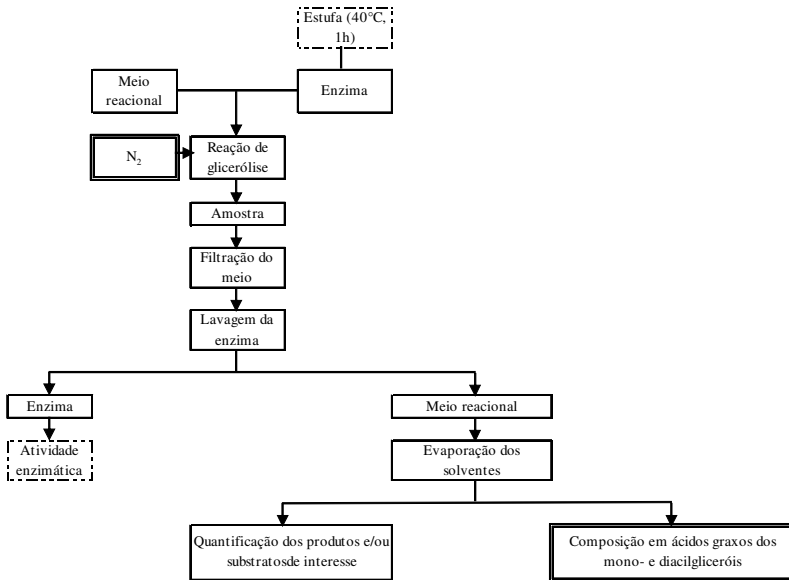 Estufa (40°C,
1h)
Meio
reacional
Enzima
N₂
Reação de
glicerólise
Amostra
Filtração do
meio
Lavagem da
enzima
Enzima
Meio reacional
Atividade
enzimática
Evaporação dos
solventes
Quantificação dos produtos e/ou
substratosde interesse
Composição em ácidos graxos dos
mono- e diacilgliceróis